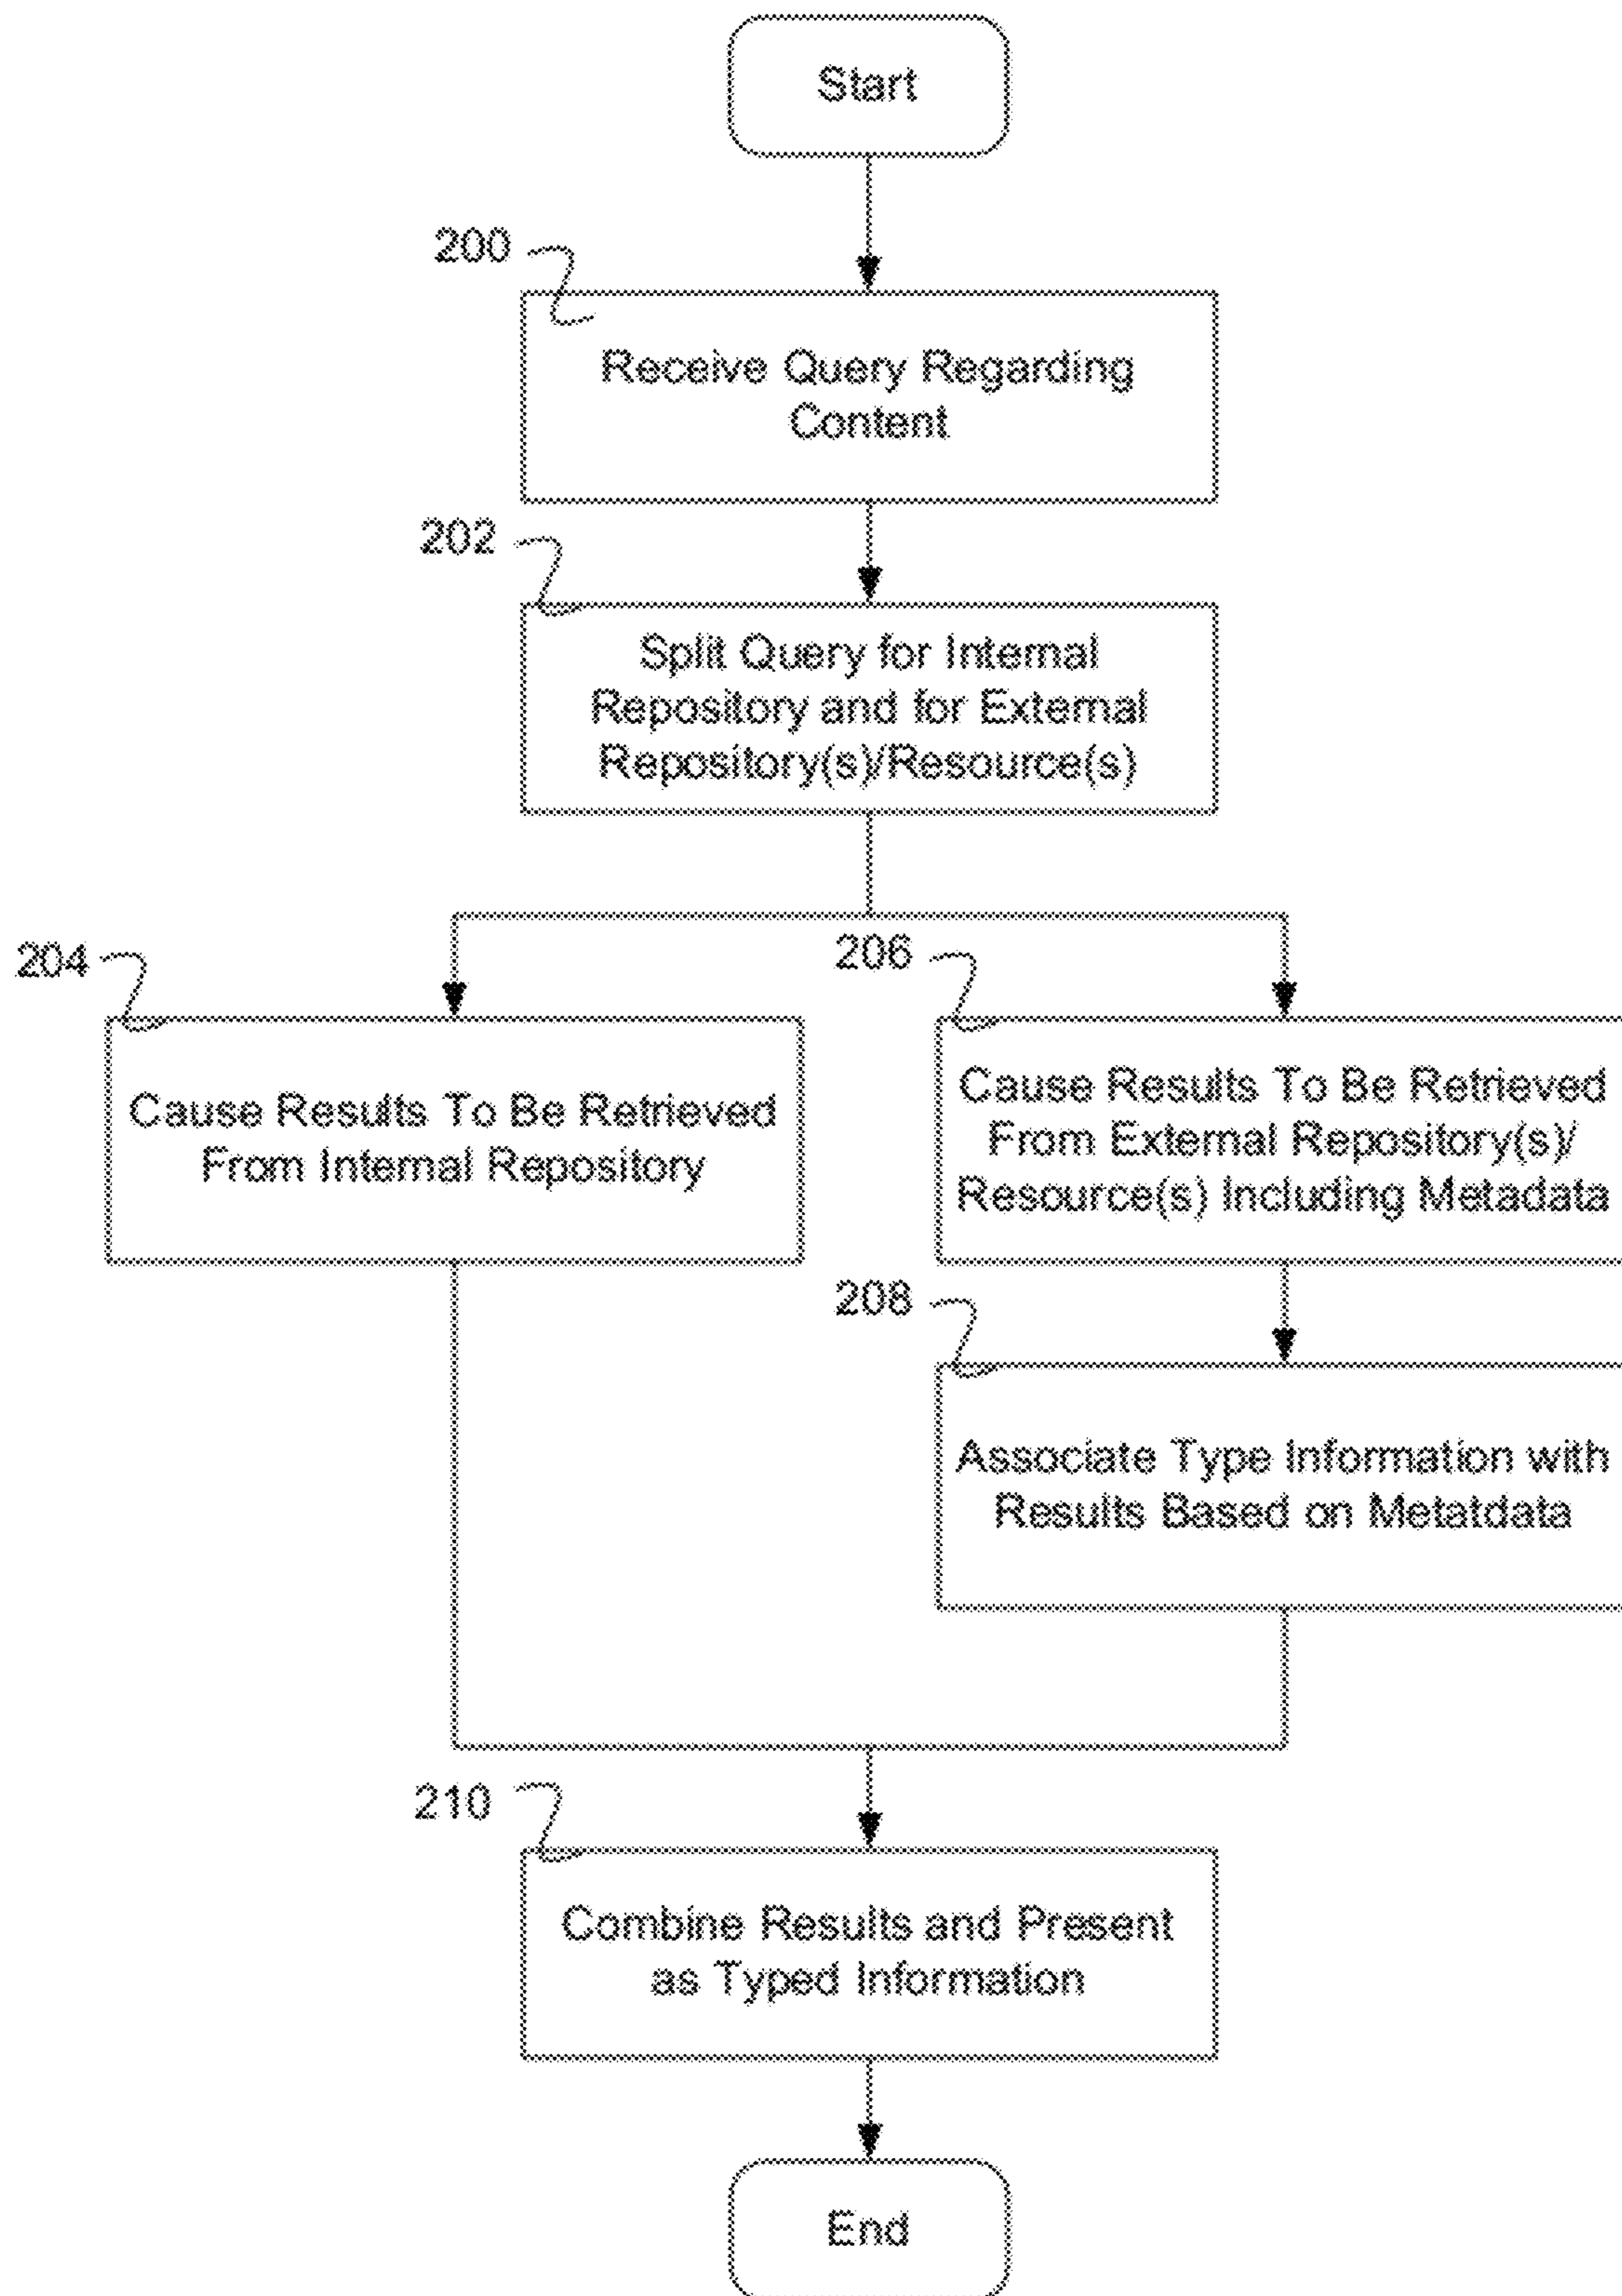 Start
200
Receive Query Regarding
Content
202
Split Query for Internal
Repository and for External
Repository(s)/Resource(s)
204
Cause Results To Be Retrieved
From Internal Repository
206
Cause Results To Be Retrieved
From External Repository(s)/
Resource(s) Including Metadata
208
Associate Type Information with
Results Based on Metatdata
210
Combine Results and Present
as Typed Information
End